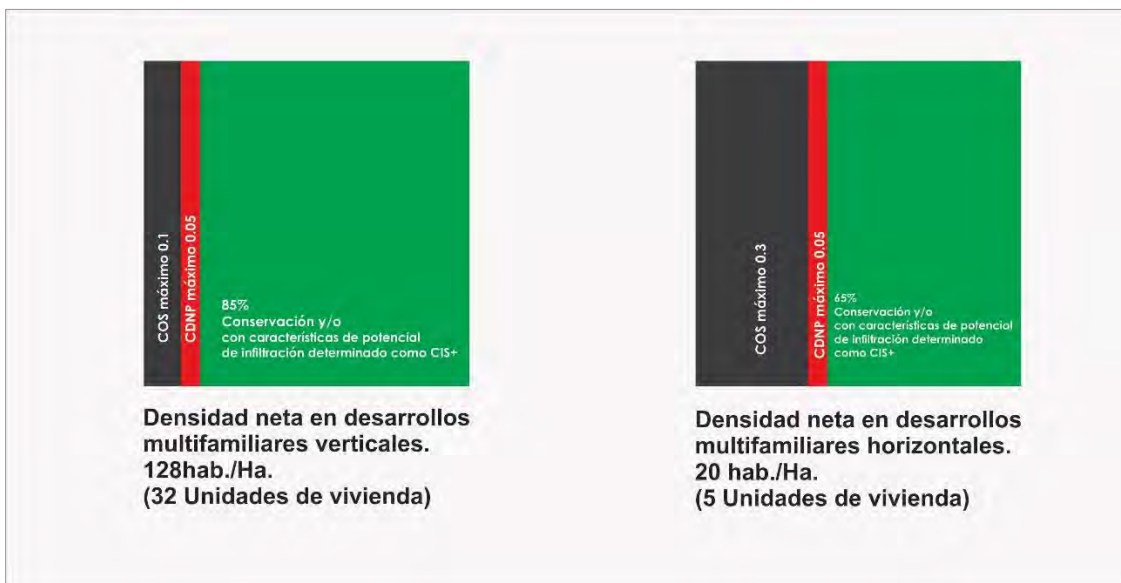 COS máximo 0.1
CDNP máximo 0.05
85%
Conservación y/o
con características de potencial
de infiltración determinado como CIS+
Densidad neta en desarrollos
multifamiliares verticales.
128hab./Ha.
(32 Unidades de vivienda)
COS máximo 0.3
CDNP máximo 0.05
65%
Conservación y/o
con características de potencial
de infiltración determinado
como CIS+
Densidad neta en desarrollos
multifamiliares horizontales.
20 hab./Ha.
(5 Unidades de vivienda)